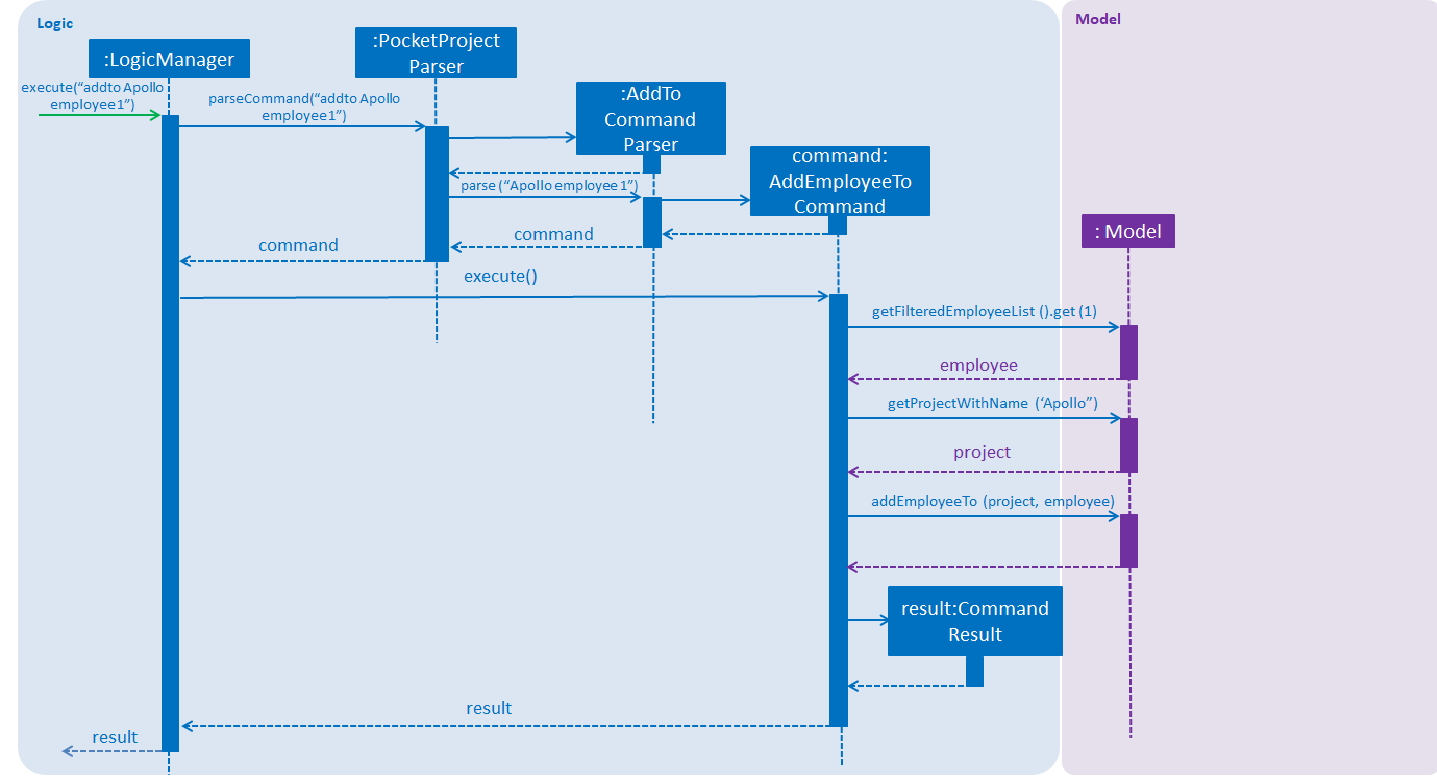 Logic
Model
:LogicManager
:PocketProject
Parser
execute(“addto Apollo
employee1”)
parseCommand(“addto Apollo
employee1”)
:AddTo
Command
Parser
command:
AddEmployeeTo
Command
parse (“Apollo employee1”)
command
command
: Model
execute()
getFilteredEmployeeList ().get (1)
employee
getProjectWithName (‘Apollo”)
project
addEmployeeTo (project, employee)
result:Command
Result
result
result